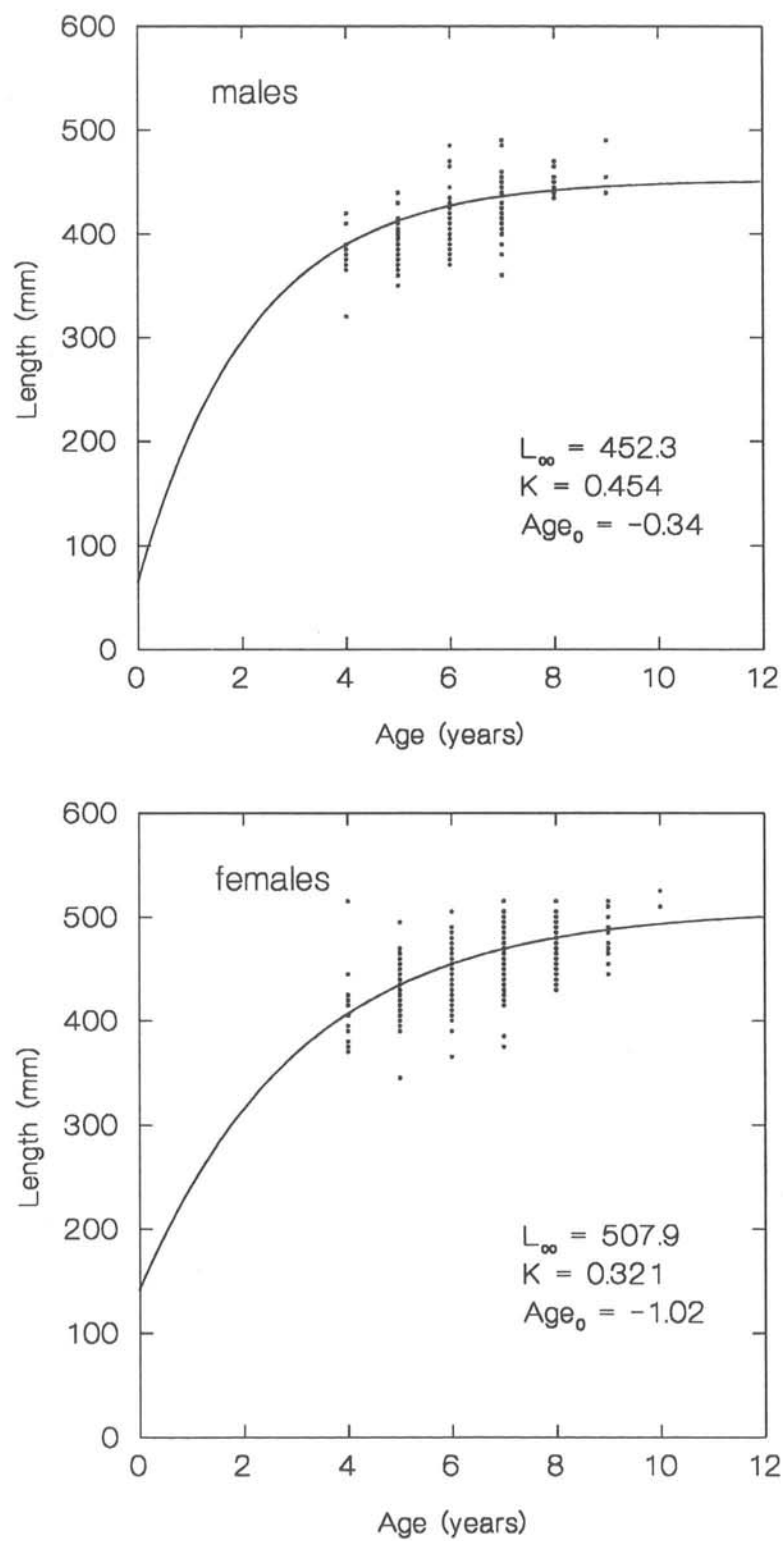 600
males
500
400
300
200
100
0
Length (mm)
L∞ = 452.3
K = 0.454
Age₀ = -0.34
0 2 4 6 8 10 12
Age (years)
600
females
500
400
300
200
100
0
Length (mm)
L∞ = 507.9
K = 0.321
Age₀ = -1.02
0 2 4 6 8 10 12
Age (years)